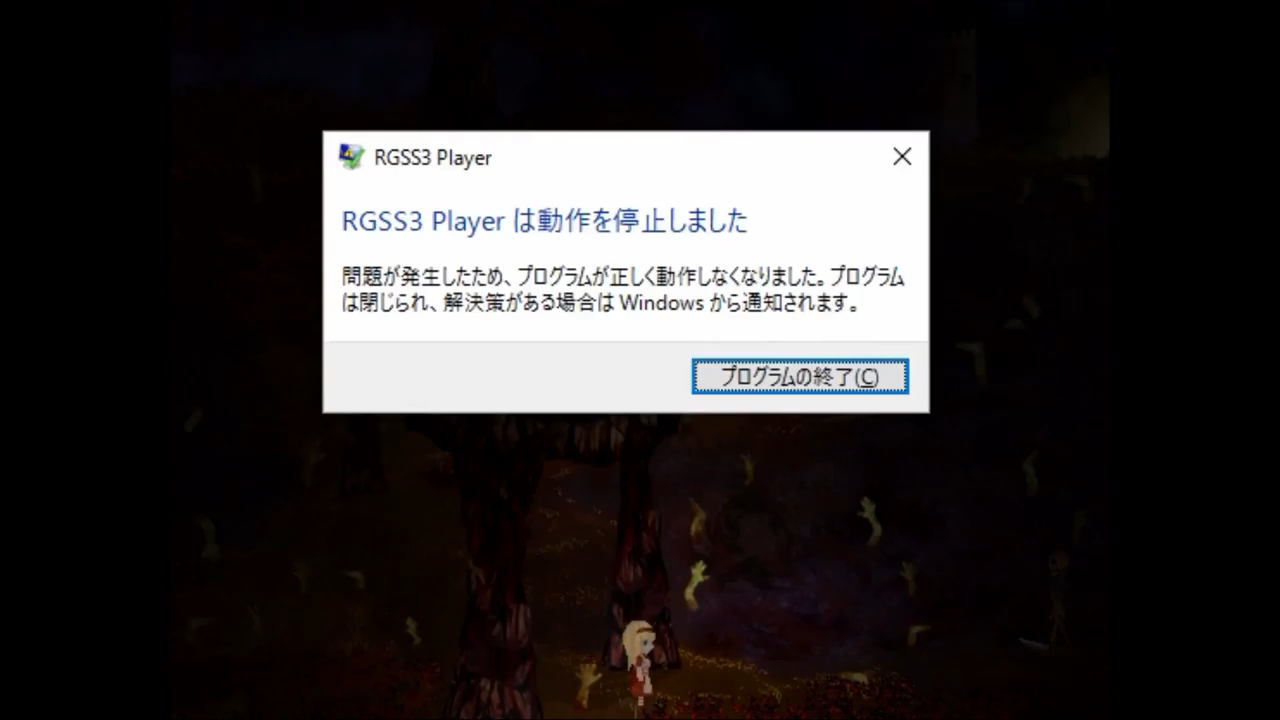 RGSS3 Player
RGSS3 Player は動作を停止しました
問題が発生したため、プログラムが正しく動作しなくなりました。プログラム
は閉じられ、解決策がある場合は Windows から通知されます。
プログラムの終了(C)